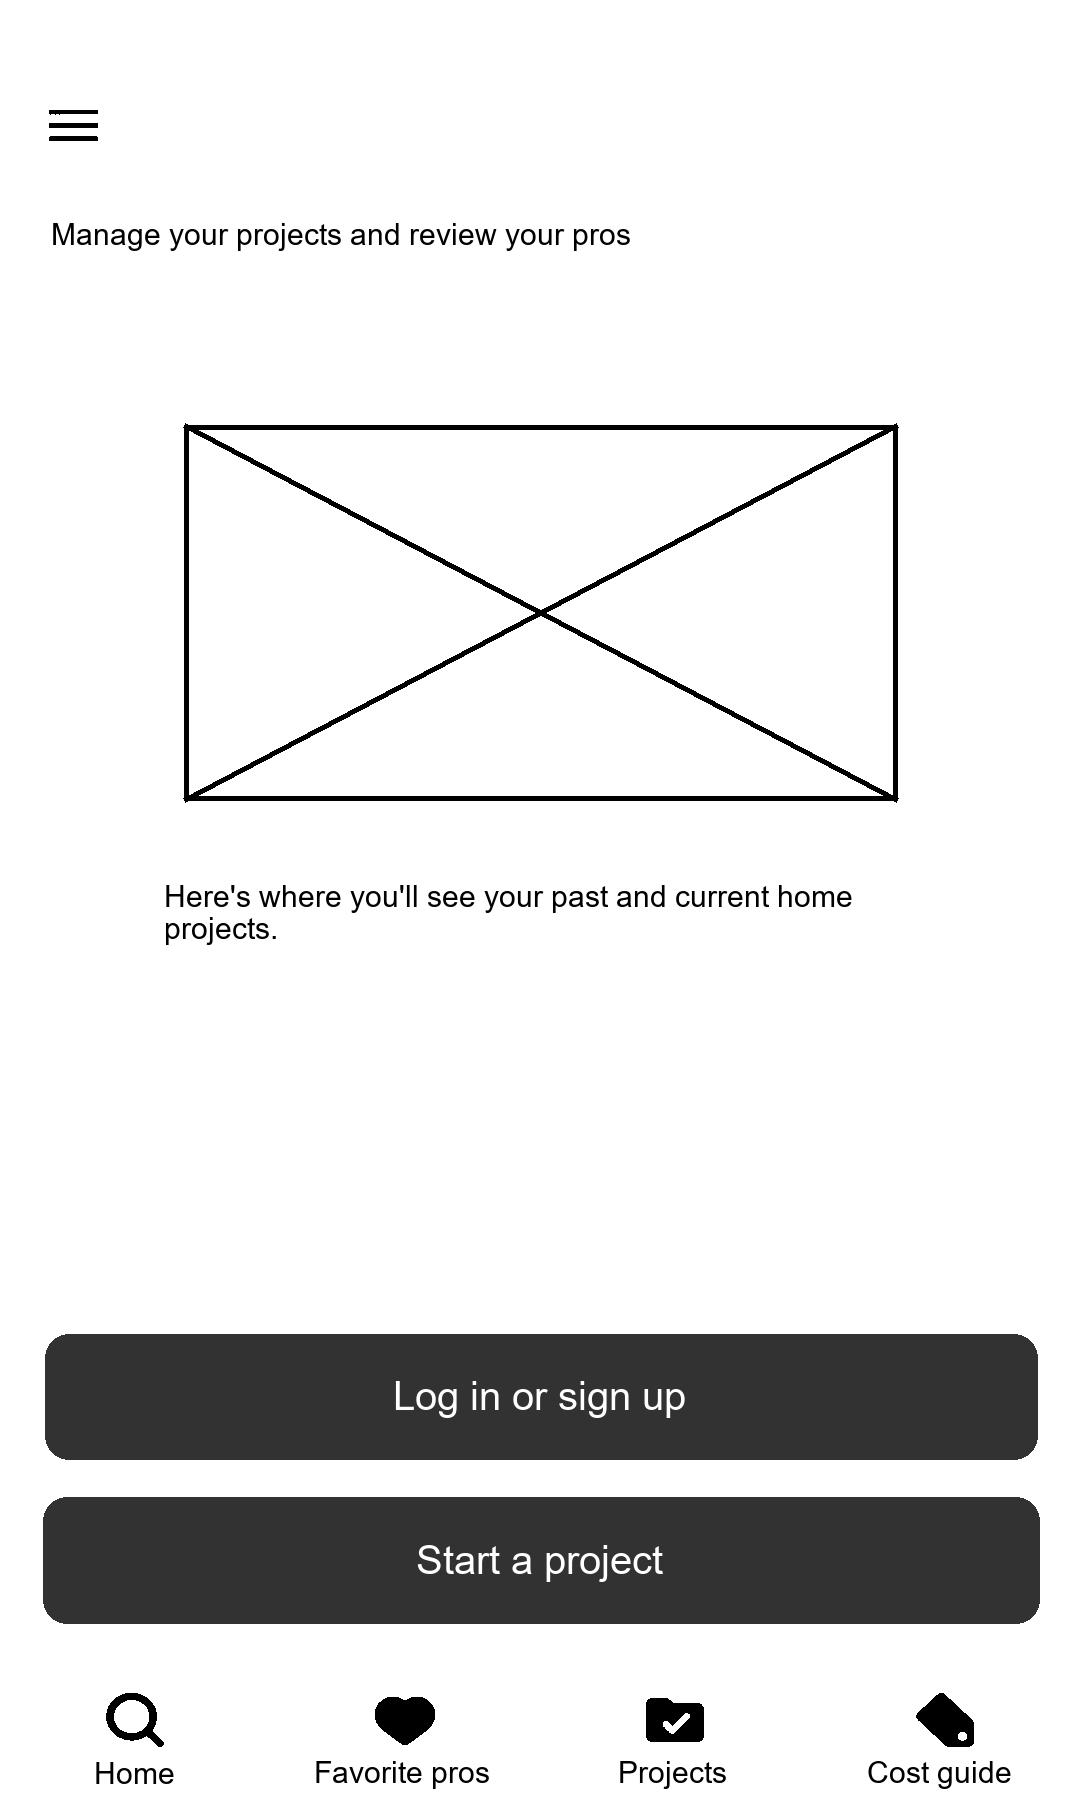 Manage your projects and review your pros
Here's where you'll see your past and current home
projects.
Log in or sign up
Start a project
Home
Favorite pros
Projects
Cost guide